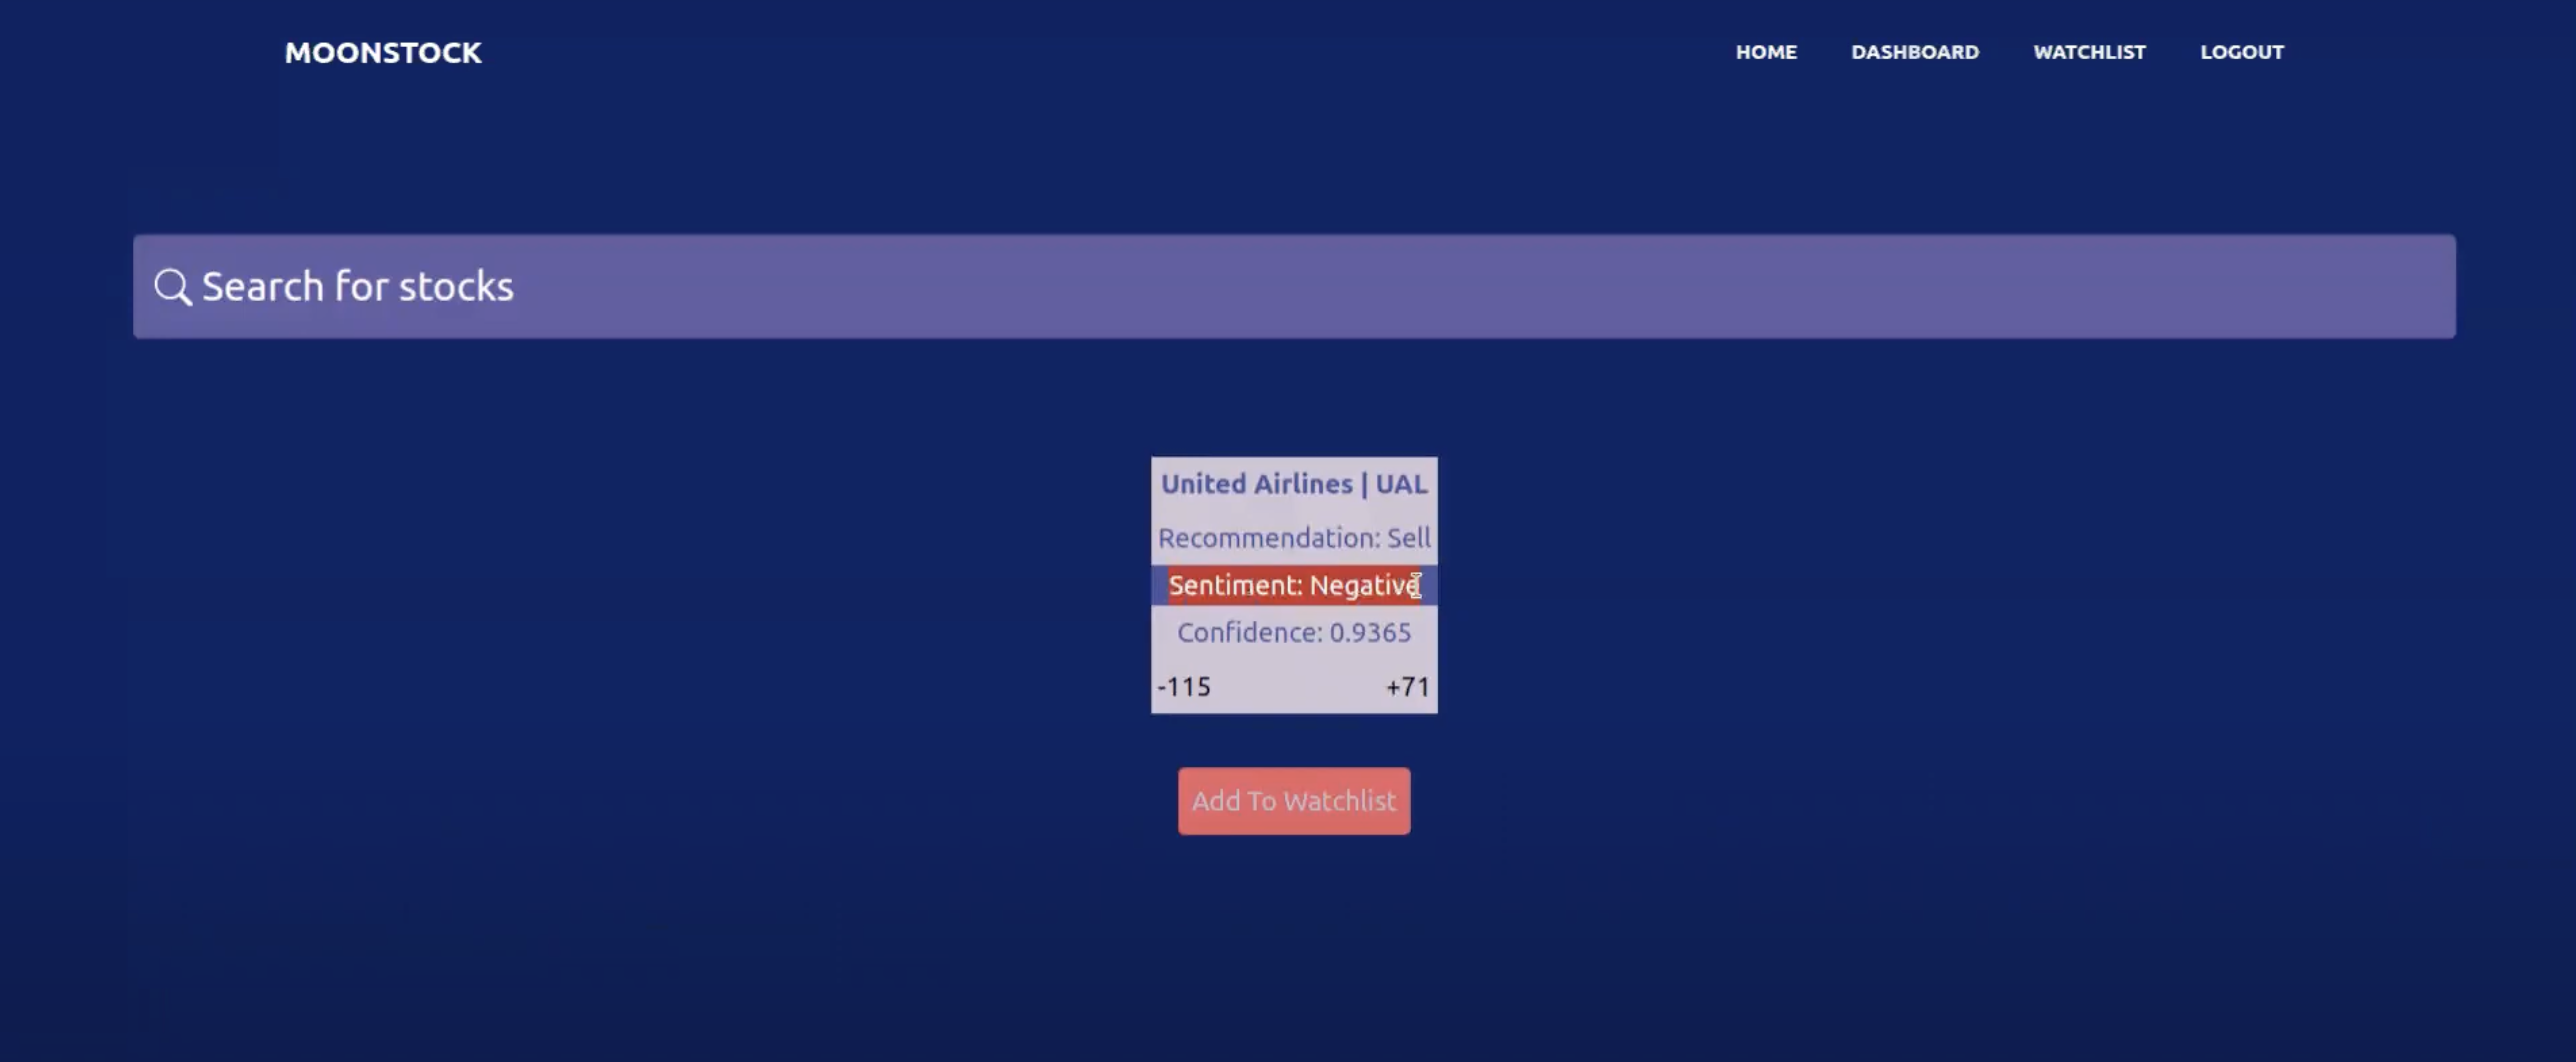 MOONSTOCK HOME DASHBOARD WATCHLIST LOGOUT
Search for stocks
United Airlines | UAL
Recommendation: Sell
Sentiment: Negative
Confidence: 0.9365
-115 +71
Add To Watchlist